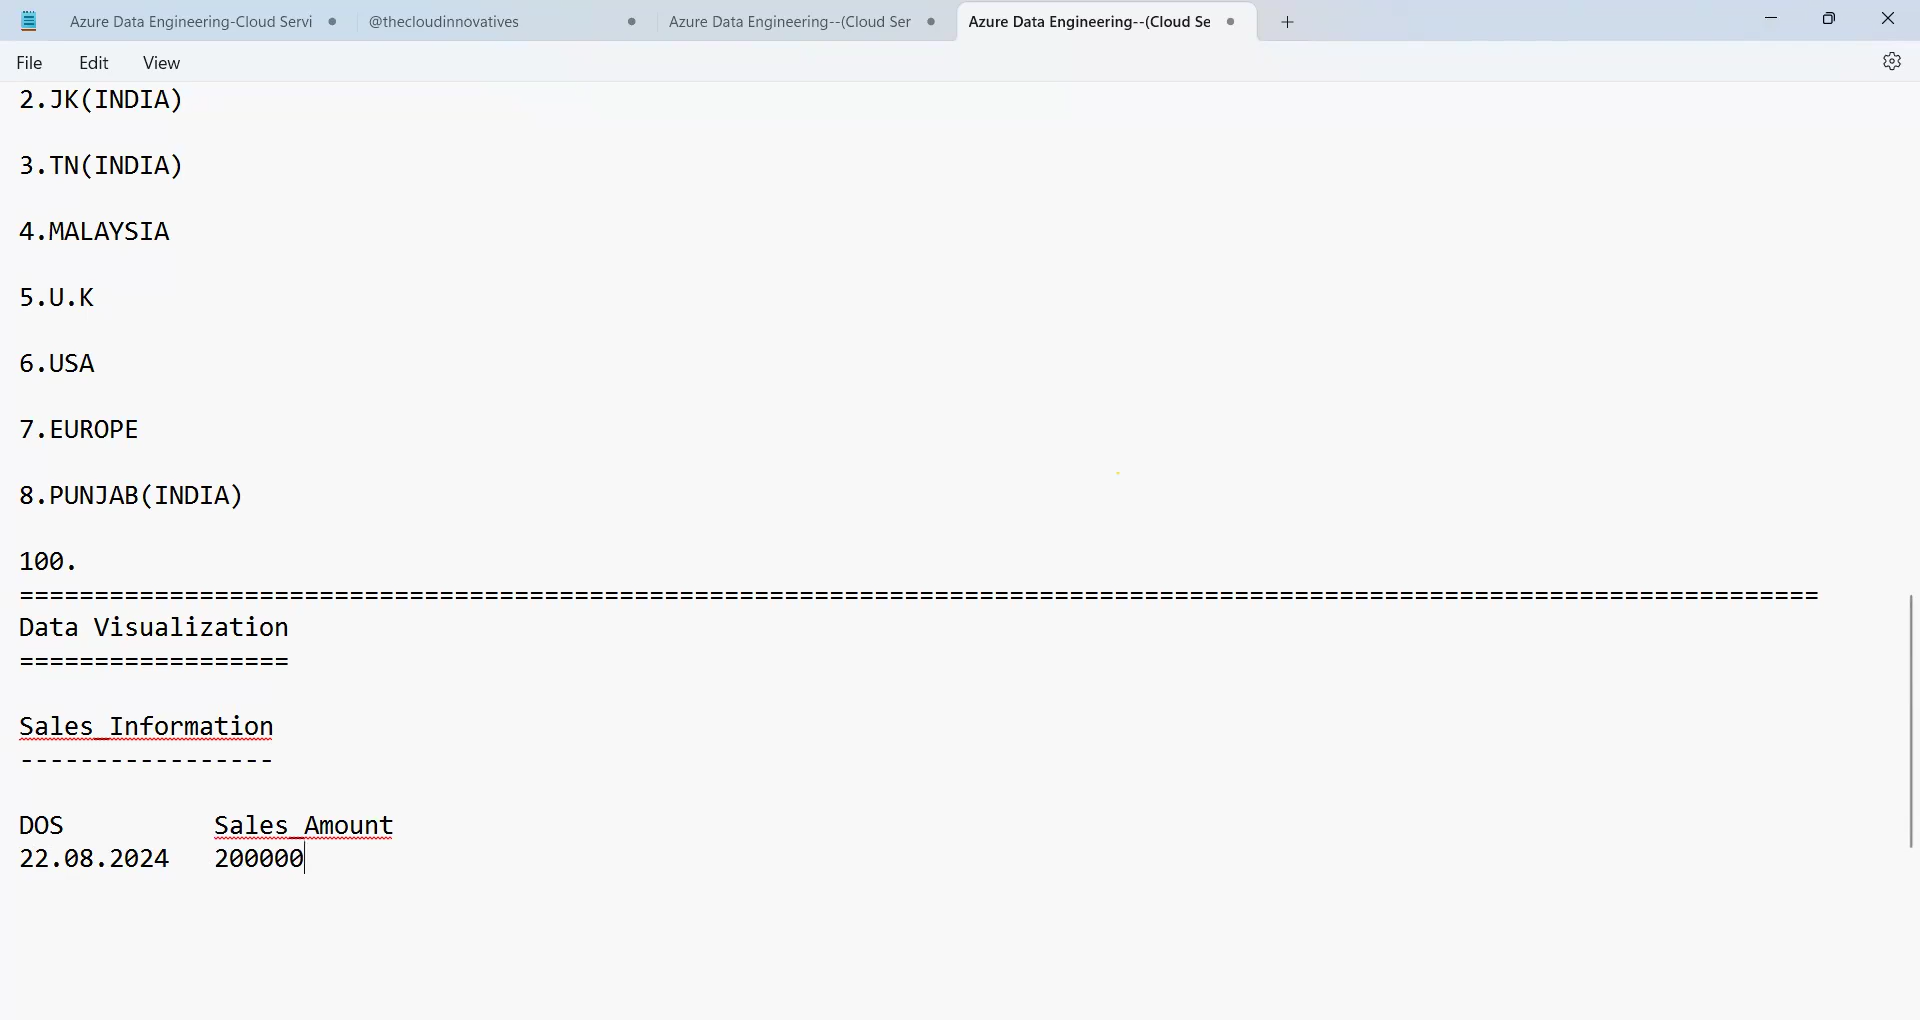 Azure Data Engineering-Cloud Servi
@thecloudinnovatives
Azure Data Engineering--(Cloud Ser
Azure Data Engineering--(Cloud Se
File Edit View
2.JK(INDIA)
3.TN(INDIA)
4.MALAYSIA
5.U.K
6.USA
7.EUROPE
8.PUNJAB(INDIA)
100.
========================================================================================================================
Data Visualization
==================
Sales_Information
-----------------
DOS Sales_Amount
22.08.2024 200000